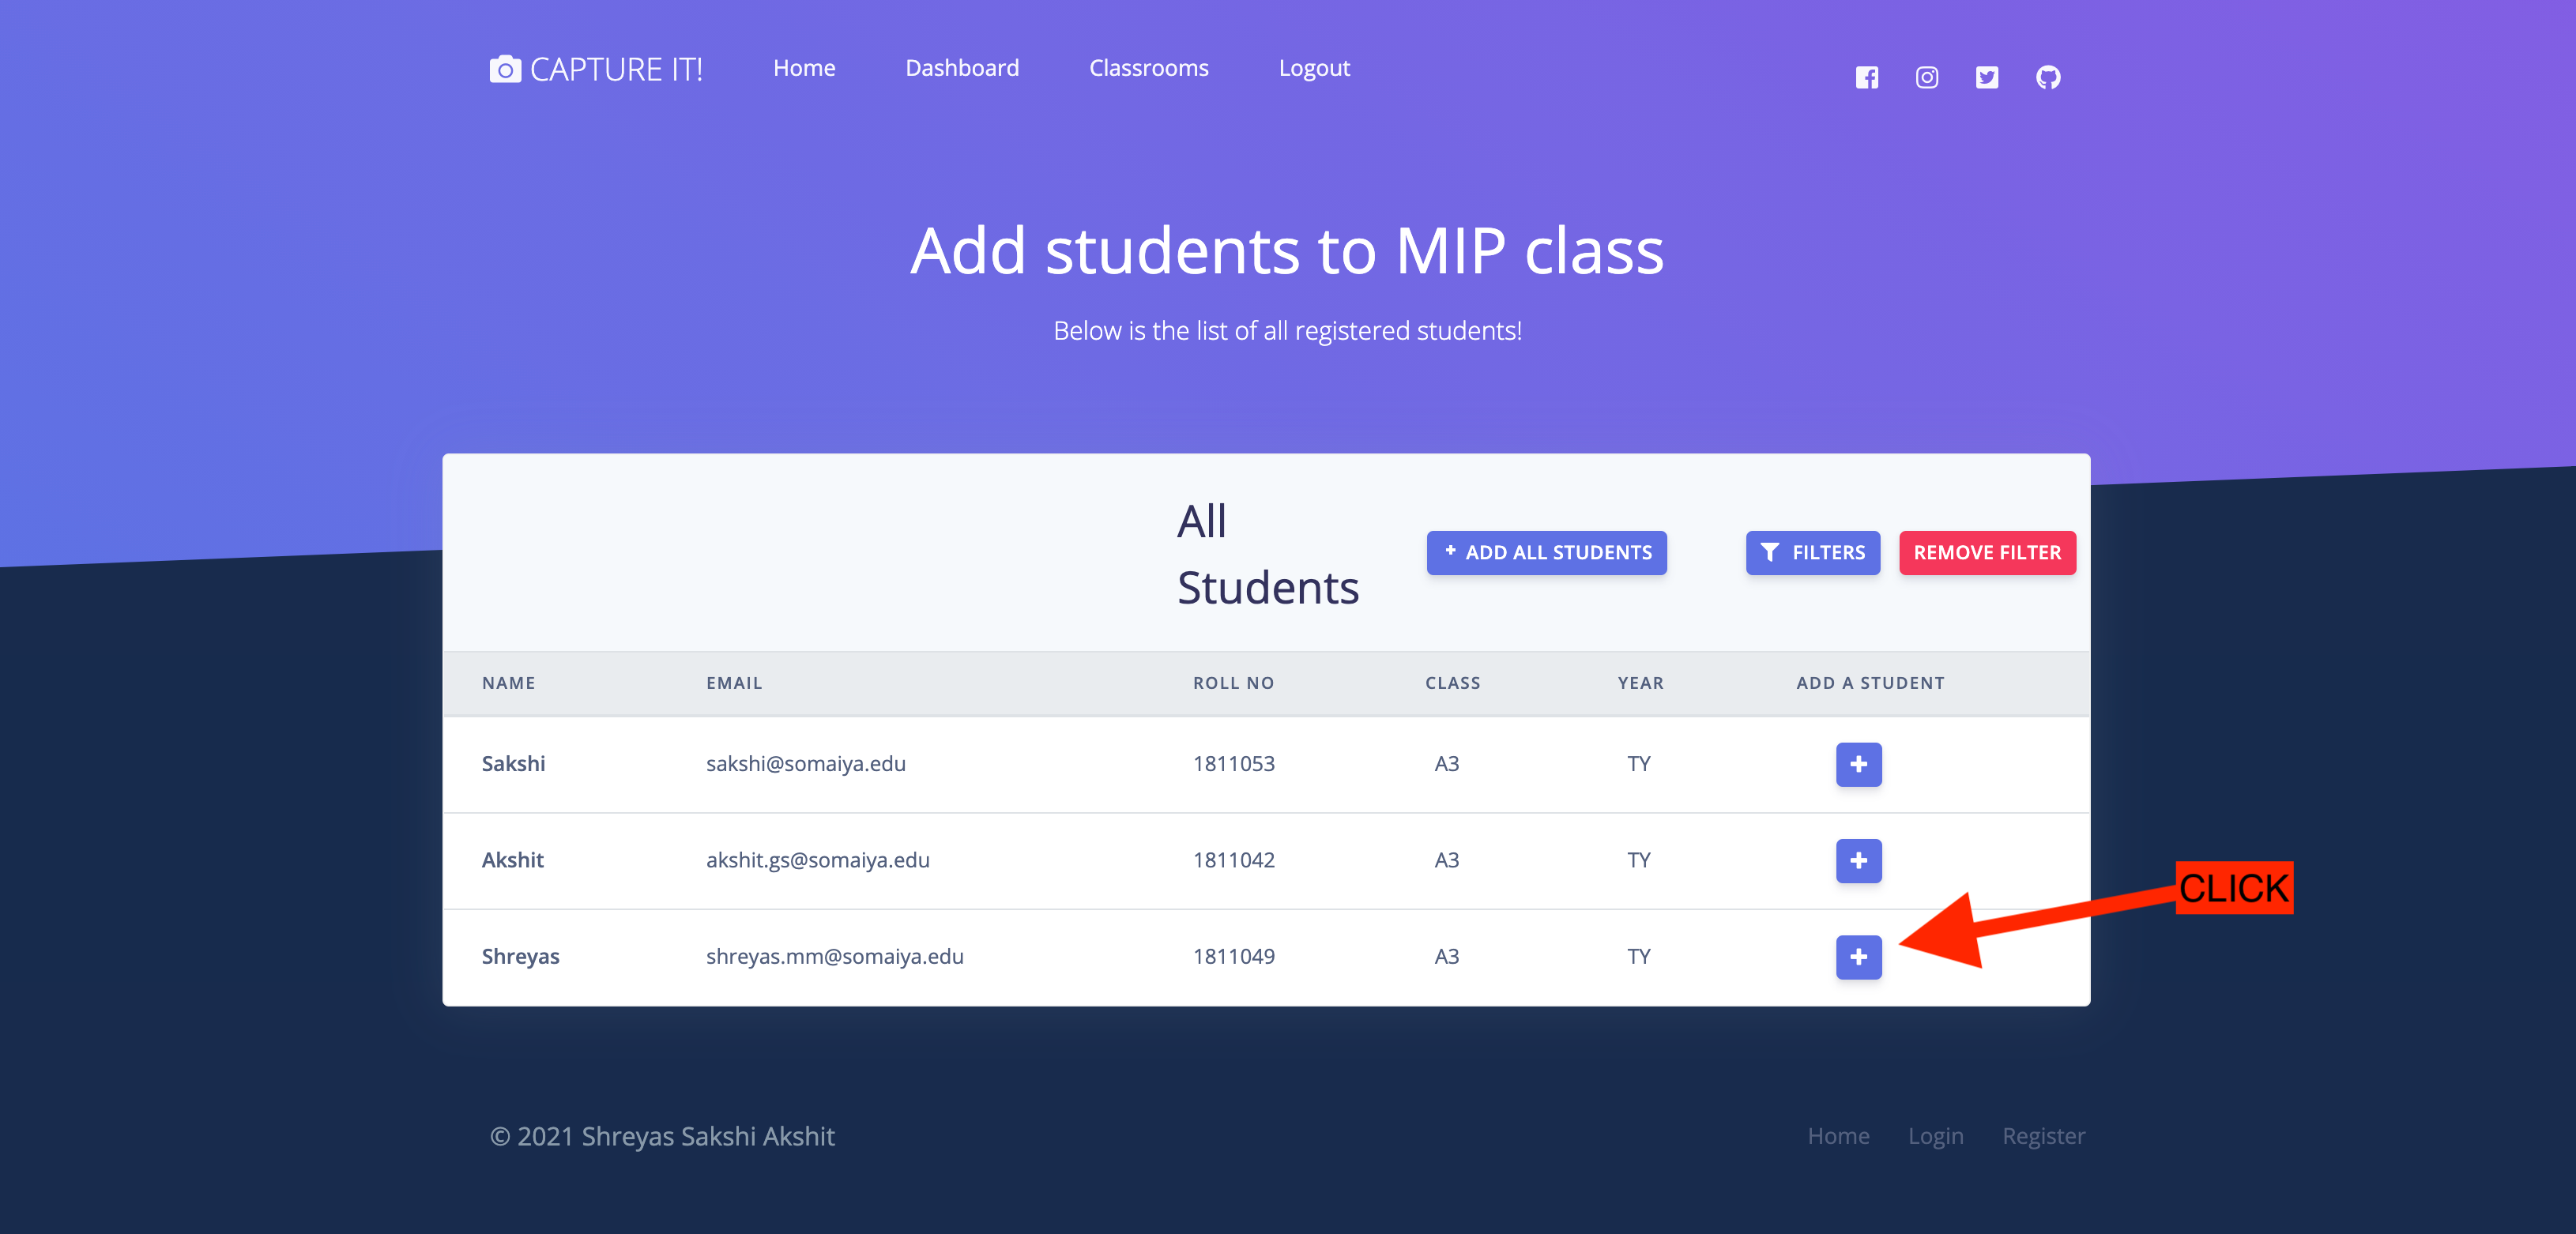 CAPTURE IT! Home Dashboard Classrooms Logout
Add students to MIP class
Below is the list of all registered students!
All
Students
+ ADD ALL STUDENTS FILTERS REMOVE FILTER
NAME EMAIL ROLL NO CLASS YEAR ADD A STUDENT
Sakshi sakshi@somaiya.edu 1811053 A3 TY +
Akshit akshit.gs@somaiya.edu 1811042 A3 TY +
CLICK
Shreyas shreyas.mm@somaiya.edu 1811049 A3 TY +
© 2021 Shreyas Sakshi Akshit Home Login Register